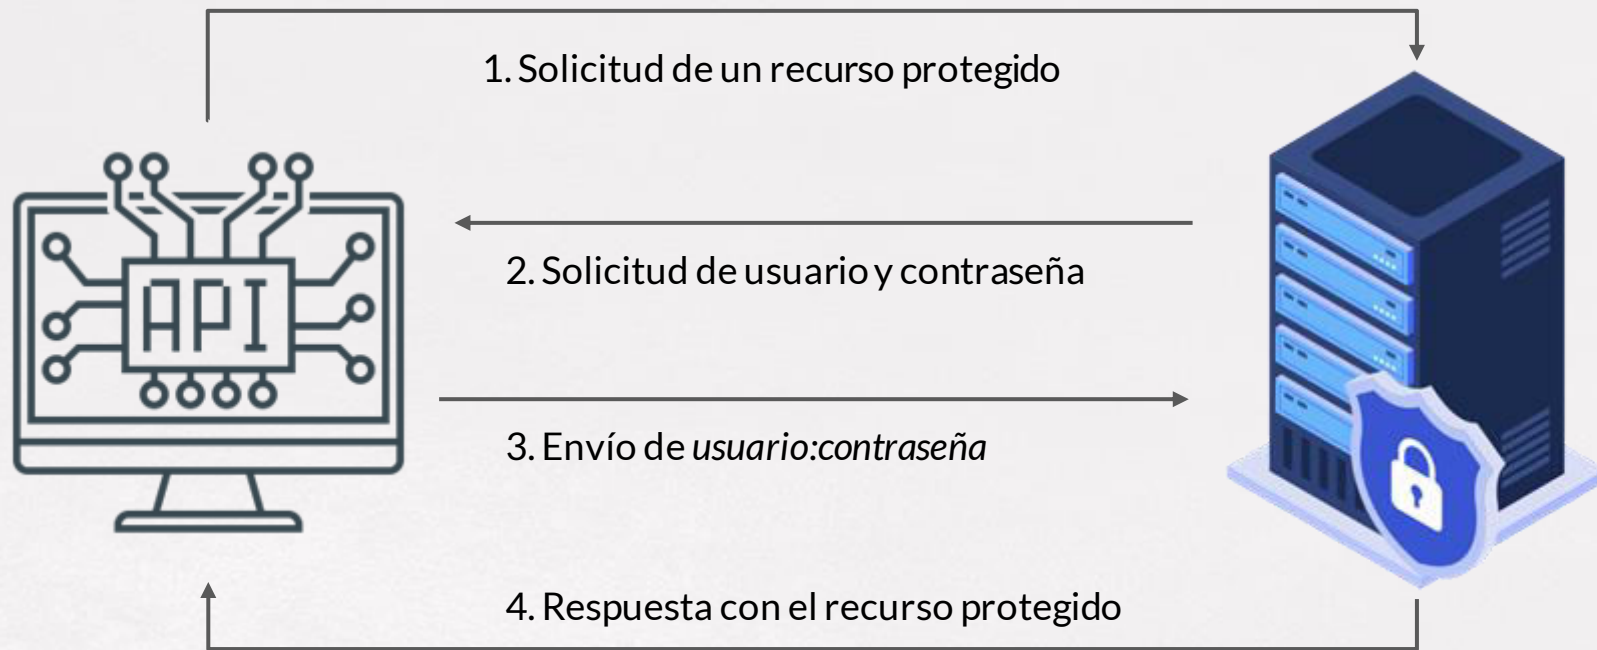 1. Solicitud de un recurso protegido
2. Solicitud de usuario y contraseña
API
3. Envío de usuario:contraseña
4. Respuesta con el recurso protegido